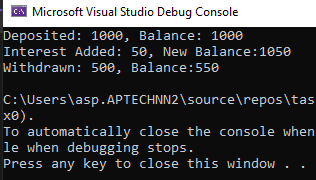 Microsoft Visual Studio Debug Console
Deposited: 1000, Balance: 1000
Interest Added: 50, New Balance:1050
Withdrawn: 500, Balance:550
C:\Users\asp.APTECHNN2\source\repos\tas
x0).
To automatically close the console when
le when debugging stops.
Press any key to close this window . .